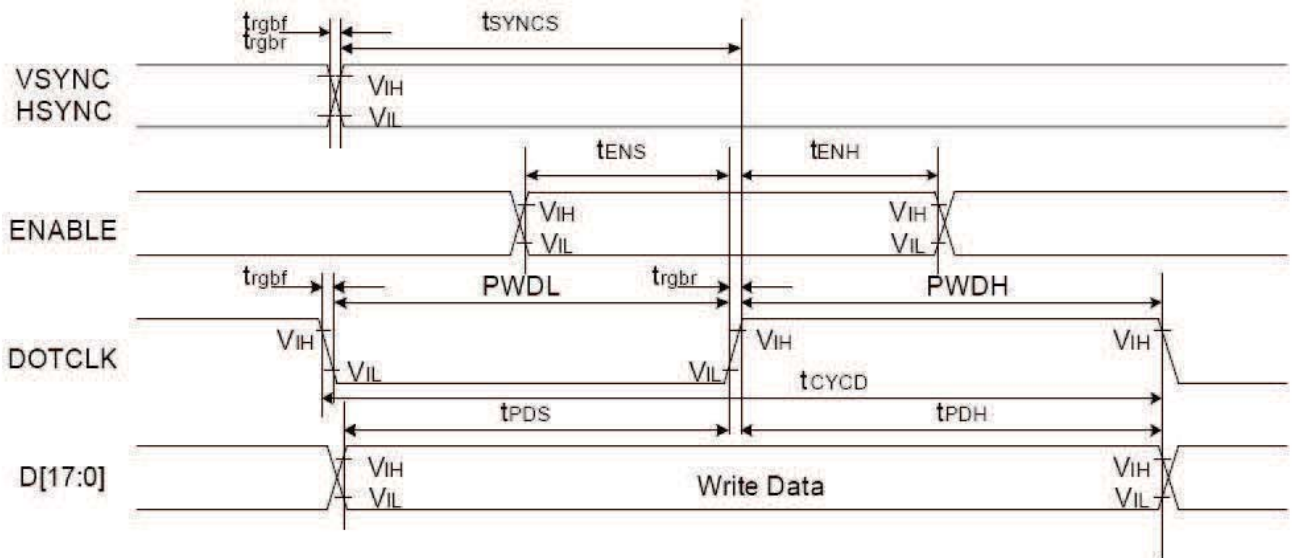 trgbf
trgbr
tSYNCS
VSYNC
HSYNC
VIH
VIL
tENS
tENH
ENABLE
VIH
VIL
VIH
VIL
trgbf
PWDL
trgbr
PWDH
DOTCLK
VIH
VIL
VIL
VIH
VIH
tCYCD
tPDS
tPDH
D[17:0]
VIH
VIL
Write Data
VIH
VIL